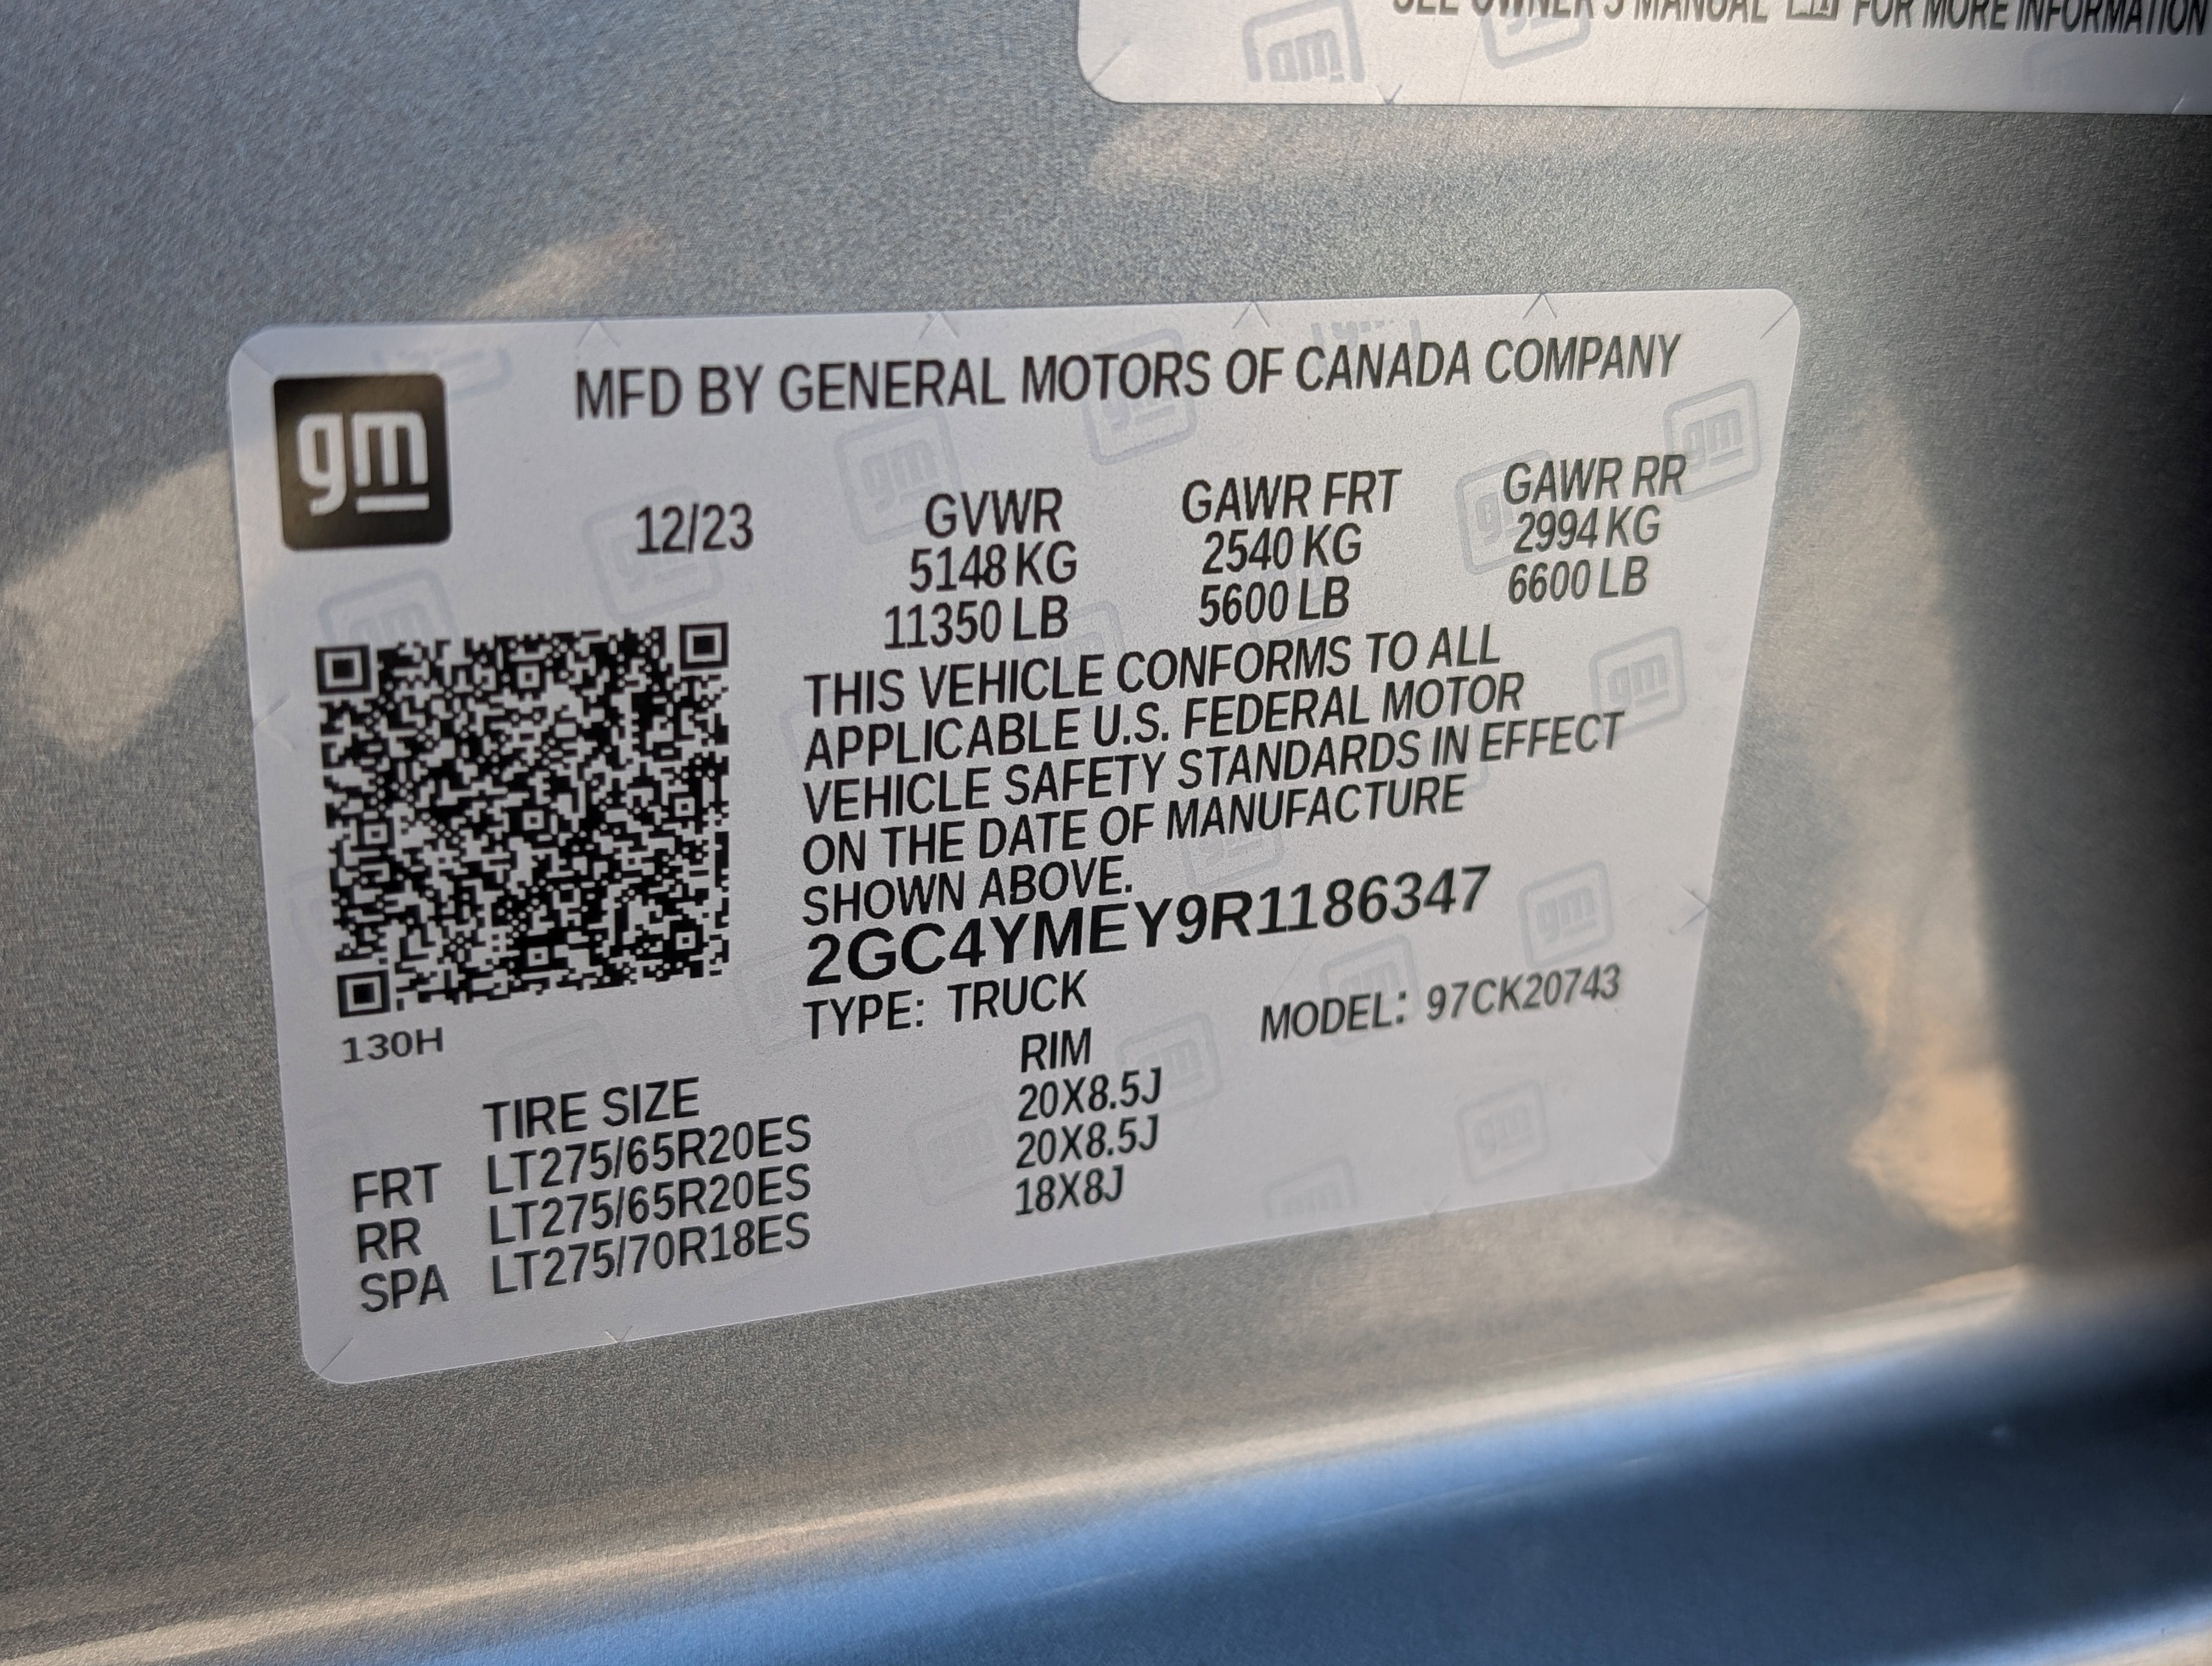 SEE OWNER'S MANUAL FOR MORE INFORMATION
gm
MFD BY GENERAL MOTORS OF CANADA COMPANY
12/23
GVWR
5148 KG
11350 LB
GAWR FRT
2540 KG
5600 LB
GAWR RR
2994 KG
6600 LB
THIS VEHICLE CONFORMS TO ALL
APPLICABLE U.S. FEDERAL MOTOR
VEHICLE SAFETY STANDARDS IN EFFECT
ON THE DATE OF MANUFACTURE
SHOWN ABOVE.
2GC4YMEY9R1186347
TYPE: TRUCK
MODEL: 97CK20743
130H
TIRE SIZE RIM
FRT LT275/65R20ES 20X8.5J
RR LT275/65R20ES 20X8.5J
SPA LT275/70R18ES 18X8J